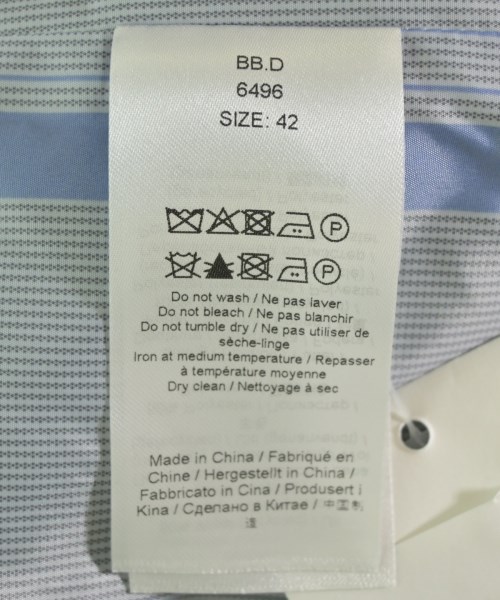 BB.D
6496
SIZE: 42
P
P
Do not wash / Ne pas laver
Do not bleach / Ne pas blanchir
Do not tumble dry / Ne pas utiliser de
sèche-linge
Iron at medium temperature / Repasser
à température moyenne
Dry clean / Nettoyage à sec
Made in China / Fabriqué en
Chine / Hergestellt in China /
Fabbricato in Cina / Produsert i
Kina / Сделано в Китае / 中国制
造